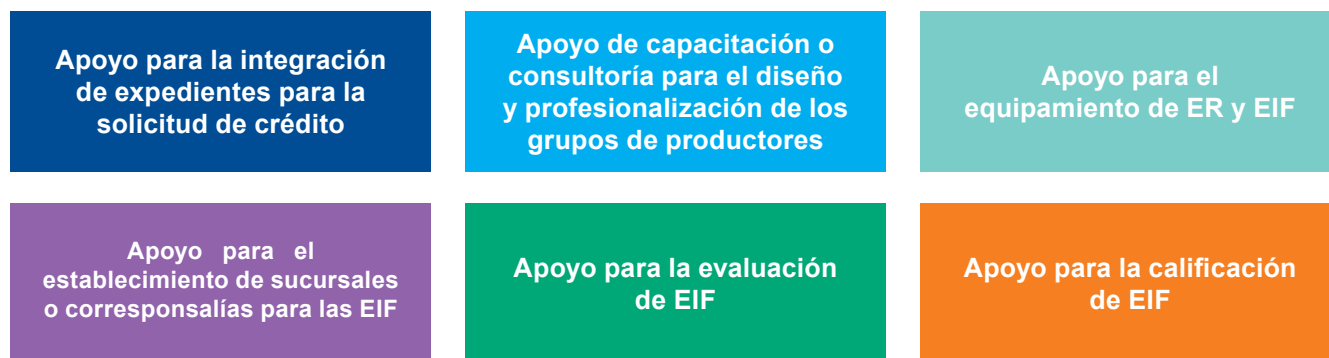 Apoyo para la integración
de expedientes para la
solicitud de crédito
Apoyo de capacitación o
consultoría para el diseño
y profesionalización de los
grupos de productores
Apoyo para el
equipamiento de ER y EIF
Apoyo para el
establecimiento de sucursales
o corresponsalías para las EIF
Apoyo para la evaluación
de EIF
Apoyo para la calificación
de EIF